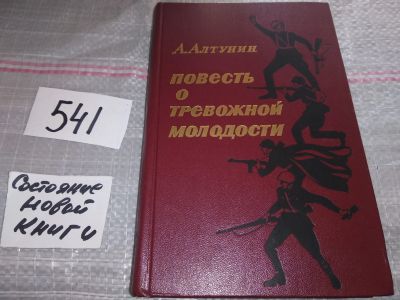 А. Алтунин
ПОВЕСТЬ
О
ТРЕВОЖНОЙ
МОЛОДОСТИ
541
Состояние
новой
книги